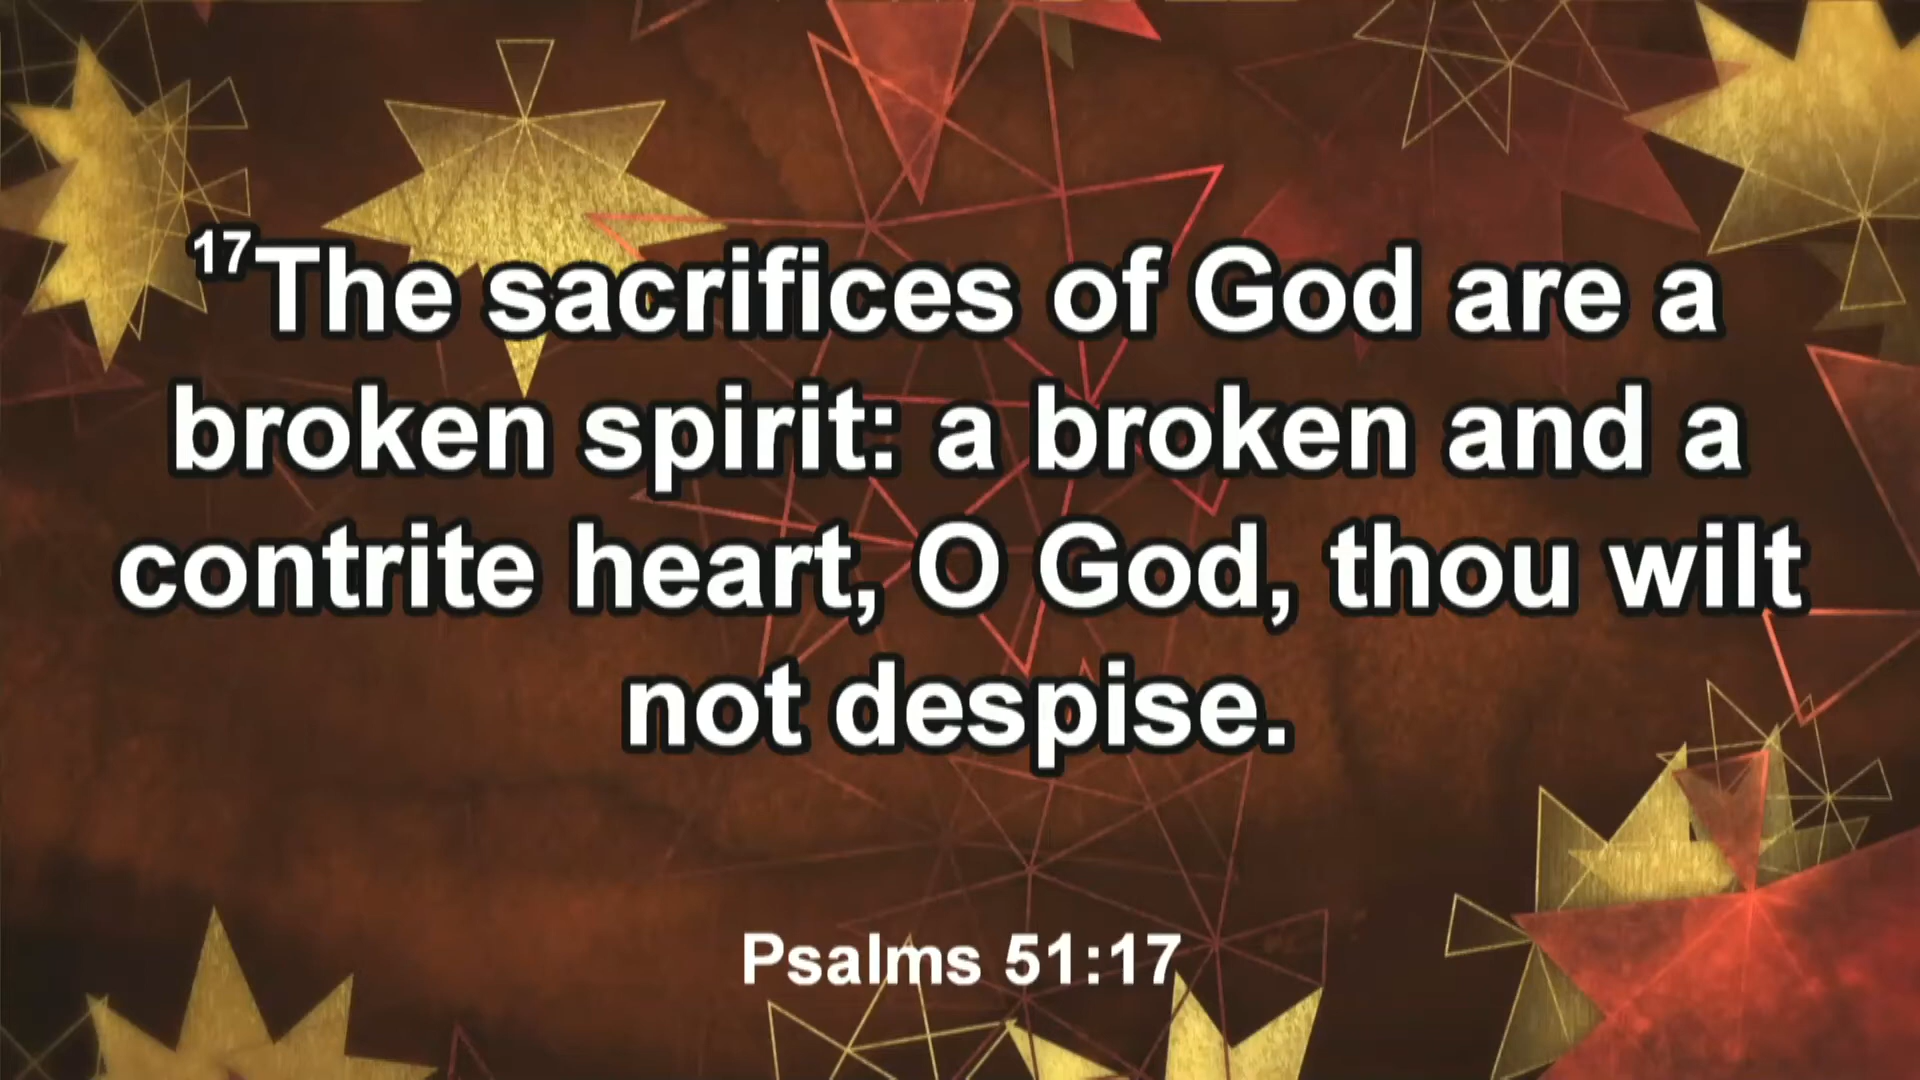 17The sacrifices of God are a
broken spirit: a broken and a
contrite heart, O God, thou wilt
not despise.
Psalms 51:17